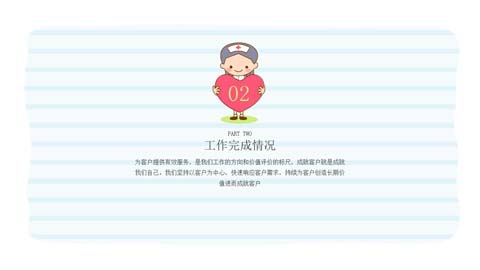 02
PART TWO
工作完成情况
为客户提供有效服务，是我们工作的方向和价值评价的标尺，成就客户就是成就
我们自己，我们坚持以客户为中心，快速响应客户需求，持续为客户创造长期价
值进而成就客户